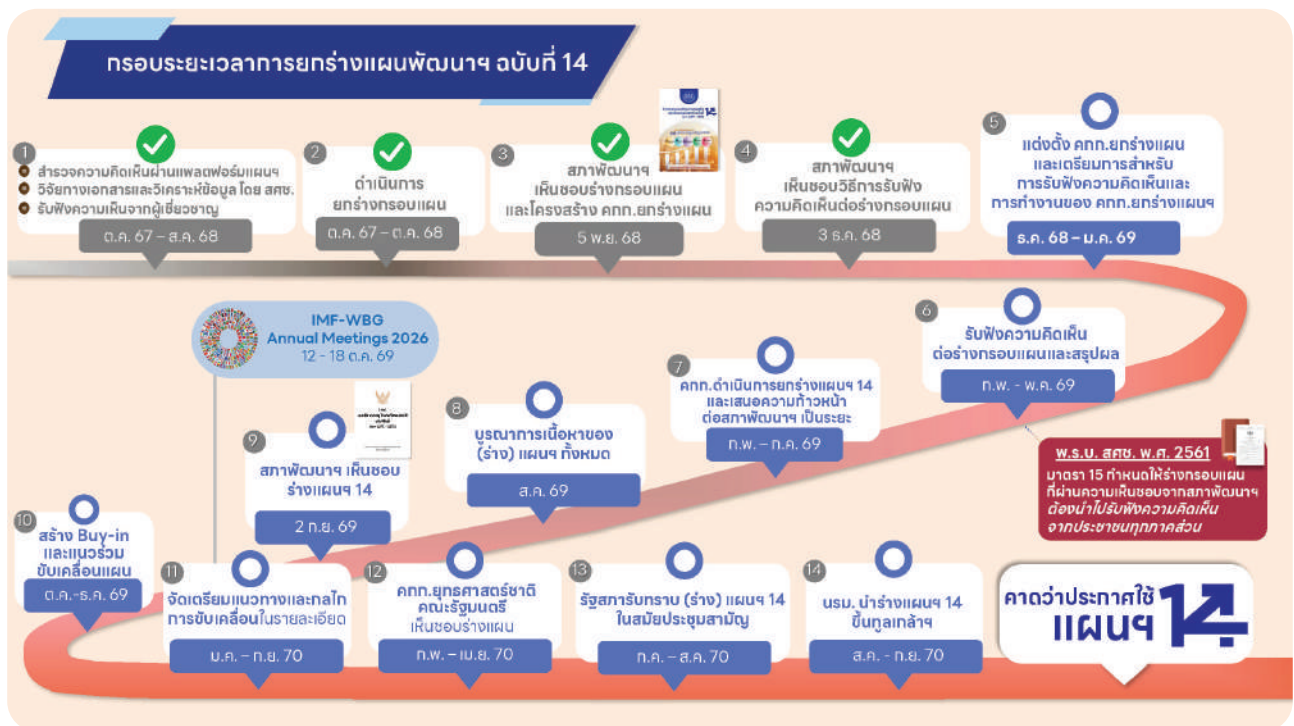 กรอบระยะเวลาการยกร่างแผนพัฒนาฯ ฉบับที่ 14
1
สำรวจความคิดเห็นผ่านแพลตฟอร์มแผนฯ
วิจัยทางเอกสารและวิเคราะห์ข้อมูล โดย สศช.
รับฟังความเห็นจากผู้เชี่ยวชาญ
ต.ค. 67 – ส.ค. 68
2
ดำเนินการ
ยกร่างกรอบแผน
ต.ค. 67 – ต.ค. 68
3
สภาพัฒนาฯ
เห็นชอบร่างกรอบแผน
และโครงสร้าง คกก.ยกร่างแผน
5 พ.ย. 68
4
สภาพัฒนาฯ
เห็นชอบวิธีการรับฟัง
ความคิดเห็นต่อร่างกรอบแผน
3 ธ.ค. 68
5
แต่งตั้ง คกก.ยกร่างแผน
และเตรียมการสำหรับ
การรับฟังความคิดเห็นและ
การทำงานของ คกก.ยกร่างแผนฯ
ธ.ค. 68 – ม.ค. 69
6
รับฟังความคิดเห็น
ต่อร่างกรอบแผนและสรุปผล
ก.พ. - พ.ค. 69
พ.ร.บ. สศช. พ.ศ. 2561
มาตรา 15 กำหนดให้ร่างกรอบแผน
ที่ผ่านความเห็นชอบจากสภาพัฒนาฯ
ต้องนำไปรับฟังความคิดเห็น
จากประชาชนทุกภาคส่วน
7
คกก.ดำเนินการยกร่างแผนฯ 14
และเสนอความก้าวหน้า
ต่อสภาพัฒนาฯ เป็นระยะ
ก.พ. – ก.ค. 69
8
บูรณาการเนื้อหาของ
(ร่าง) แผนฯ ทั้งหมด
ส.ค. 69
IMF-WBG
Annual Meetings 2026
12 - 18 ต.ค. 69
9
สภาพัฒนาฯ เห็นชอบ
ร่างแผนฯ 14
2 ก.ย. 69
10
สร้าง Buy-in
และแนวร่วม
ขับเคลื่อนแผน
ต.ค.-ธ.ค. 69
11
จัดเตรียมแนวทางและกลไก
การขับเคลื่อนในรายละเอียด
ม.ค. – ก.ย. 70
12
คกก.ยุทธศาสตร์ชาติ
คณะรัฐมนตรี
เห็นชอบร่างแผน
ก.พ. – เม.ย. 70
13
รัฐสภารับทราบ (ร่าง) แผนฯ 14
ในสมัยประชุมสามัญ
ก.ค. – ส.ค. 70
14
นรม. นำร่างแผนฯ 14
ขึ้นทูลเกล้าฯ
ส.ค. - ก.ย. 70
คาดว่าประกาศใช้
แผนฯ 14